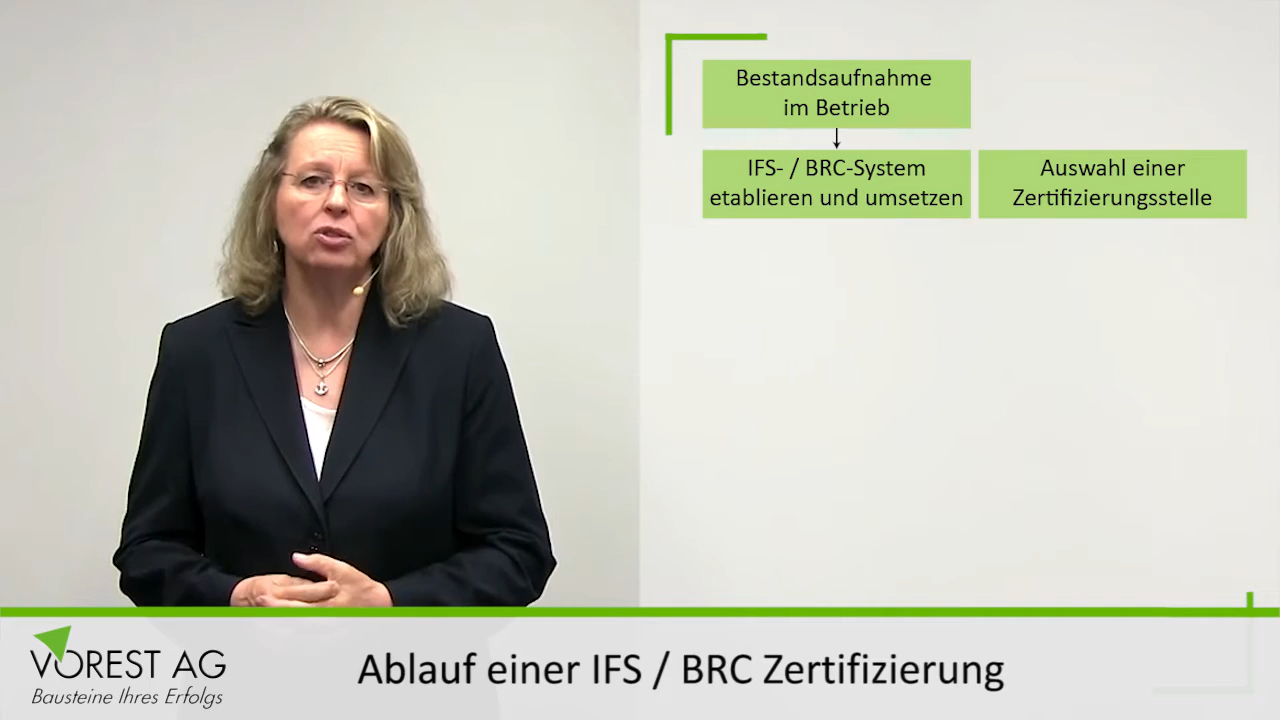 Bestandsaufnahme
im Betrieb
IFS- / BRC-System
etablieren und umsetzen
Auswahl einer
Zertifizierungsstelle
VOREST AG
Bausteine Ihres Erfolgs
Ablauf einer IFS / BRC Zertifizierung